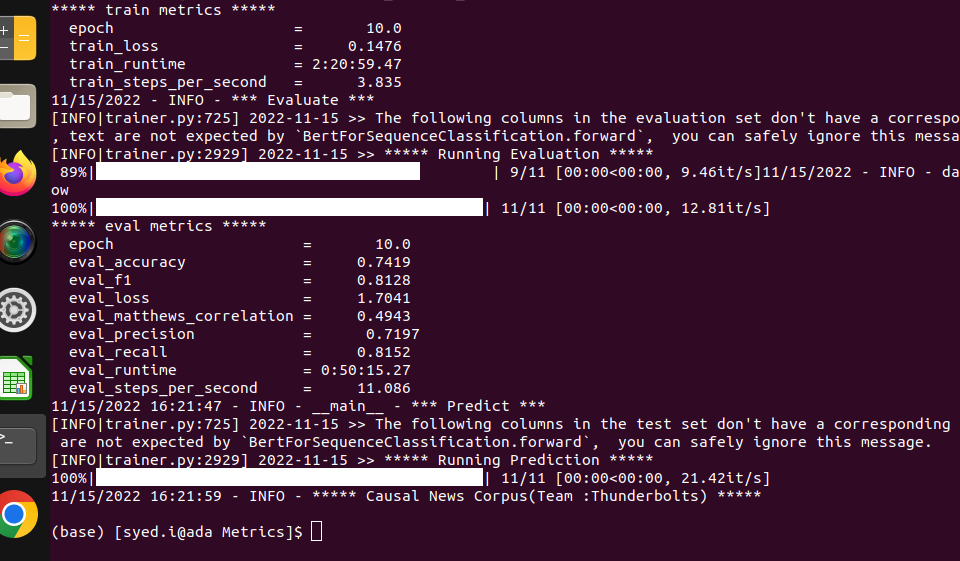 ***** train metrics *****
epoch = 10.0
train_loss = 0.1476
train_runtime = 2:20:59.47
train_steps_per_second = 3.835
11/15/2022 - INFO - *** Evaluate ***
[INFO|trainer.py:725] 2022-11-15 >> The following columns in the evaluation set don't have a correspo
, text are not expected by `BertForSequenceClassification.forward`,  you can safely ignore this messa
[INFO|trainer.py:2929] 2022-11-15 >> ***** Running Evaluation *****
89%| | 9/11 [00:00<00:00, 9.46it/s]11/15/2022 - INFO - da
ow
100%| | 11/11 [00:00<00:00, 12.81it/s]
***** eval metrics *****
epoch = 10.0
eval_accuracy = 0.7419
eval_f1 = 0.8128
eval_loss = 1.7041
eval_matthews_correlation = 0.4943
eval_precision = 0.7197
eval_recall = 0.8152
eval_runtime = 0:50:15.27
eval_steps_per_second = 11.086
11/15/2022 16:21:47 - INFO - __main__ - *** Predict ***
[INFO|trainer.py:725] 2022-11-15 >> The following columns in the test set don't have a corresponding
are not expected by `BertForSequenceClassification.forward`,  you can safely ignore this message.
[INFO|trainer.py:2929] 2022-11-15 >> ***** Running Prediction *****
100%| | 11/11 [00:00<00:00, 21.42it/s]
11/15/2022 16:21:59 - INFO - ***** Causal News Corpus(Team :Thunderbolts) *****
(base) [syed.i@ada Metrics]$